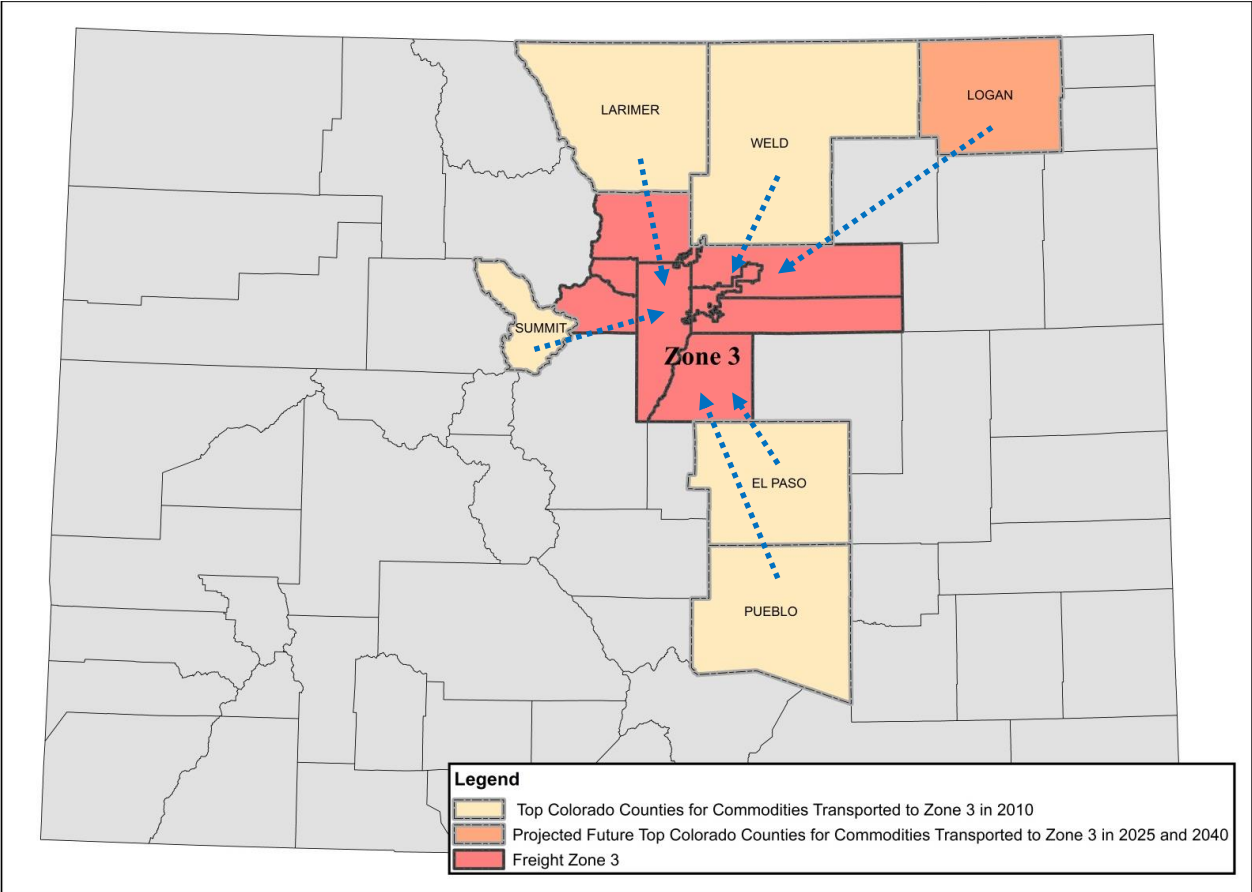 LOGAN
LARIMER
WELD
SUMMIT
Zone 3
EL PASO
PUEBLO
Legend
Top Colorado Counties for Commodities Transported to Zone 3 in 2010
Projected Future Top Colorado Counties for Commodities Transported to Zone 3 in 2025 and 2040
Freight Zone 3